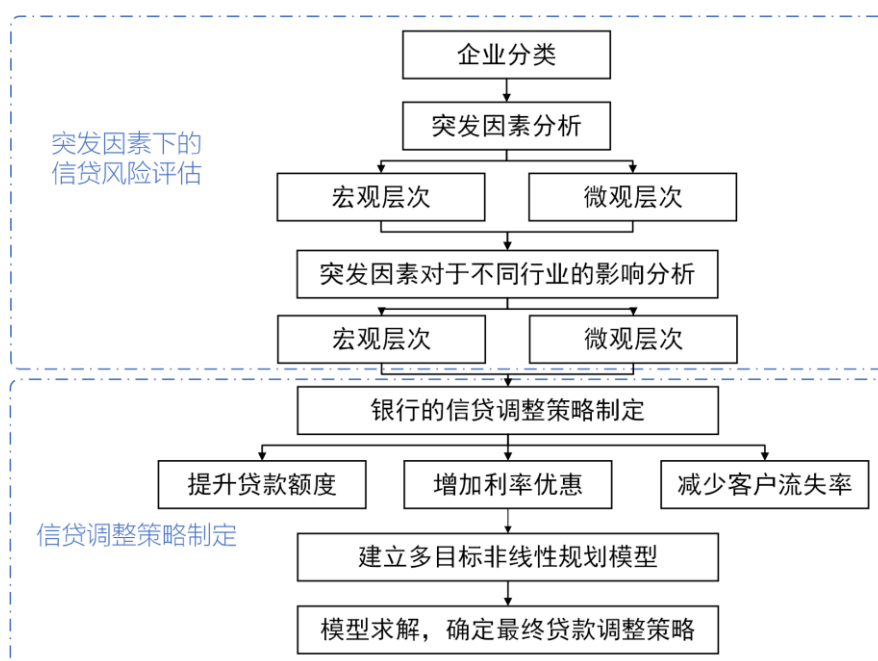 企业分类
突发因素分析
突发因素下的
信贷风险评估
宏观层次
微观层次
突发因素对于不同行业的影响分析
宏观层次
微观层次
银行的信贷调整策略制定
提升贷款额度
增加利率优惠
减少客户流失率
信贷调整策略制定
建立多目标非线性规划模型
模型求解，确定最终贷款调整策略